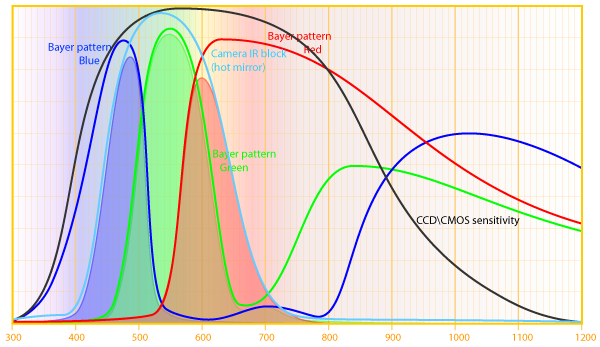 Bayer pattern
Red
Bayer pattern
Blue
Camera IR block
(hot mirror)
Bayer pattern
Green
CCD\CMOS sensitivity
300 400 500 600 700 800 900 1000 1100 1200